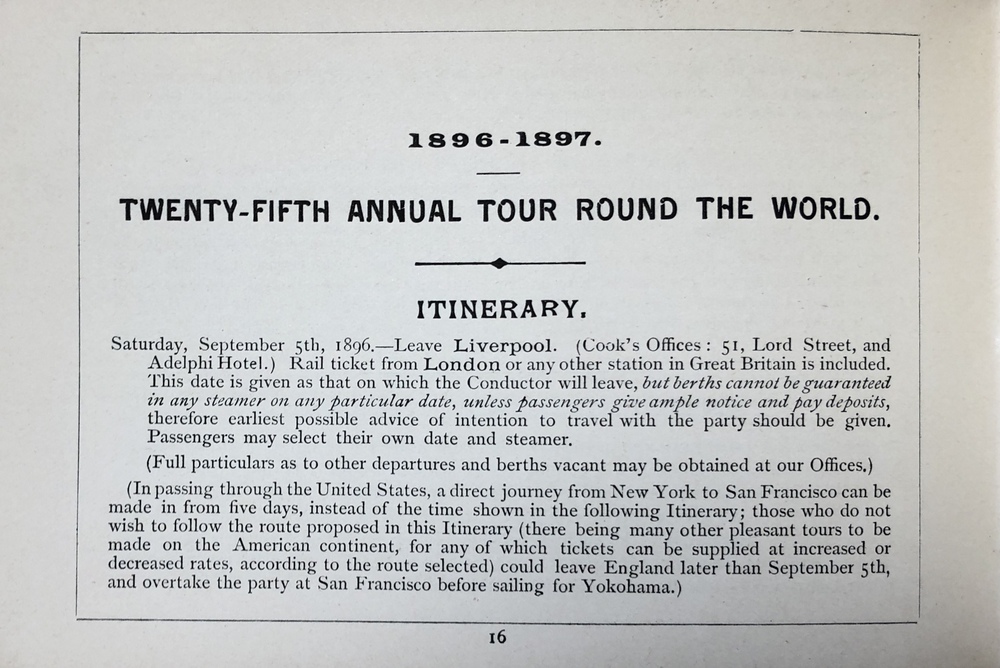 1896-1897.
TWENTY-FIFTH ANNUAL TOUR ROUND THE WORLD.
ITINERARY.
Saturday, September 5th, 1896.—Leave Liverpool. (Cook's Offices: 51, Lord Street, and
Adelphi Hotel.) Rail ticket from London or any other station in Great Britain is included.
This date is given as that on which the Conductor will leave, but berths cannot be guaranteed
in any steamer on any particular date, unless passengers give ample notice and pay deposits,
therefore earliest possible advice of intention to travel with the party should be given.
Passengers may select their own date and steamer.
(Full particulars as to other departures and berths vacant may be obtained at our Offices.)
(In passing through the United States, a direct journey from New York to San Francisco can be
made in from five days, instead of the time shown in the following Itinerary; those who do not
wish to follow the route proposed in this Itinerary (there being many other pleasant tours to be
made on the American continent, for any of which tickets can be supplied at increased or
decreased rates, according to the route selected) could leave England later than September 5th,
and overtake the party at San Francisco before sailing for Yokohama.)
16